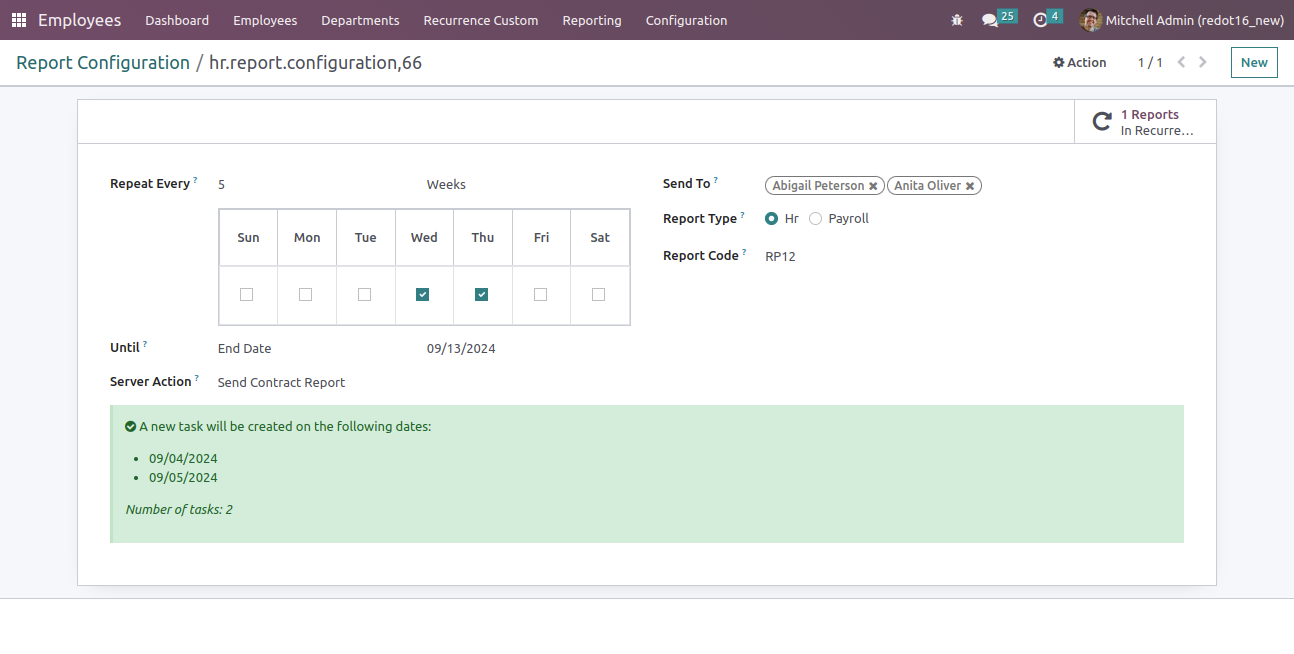 Employees Dashboard Employees Departments Recurrence Custom Reporting Configuration 25 4 Mitchell Admin (redot16_new)
Report Configuration / hr.report.configuration,66 Action 1 / 1 New
1 Reports
In Recurre...
Repeat Every ? 5 Weeks
Sun Mon Tue Wed Thu Fri Sat
Until ? End Date 09/13/2024
Server Action ? Send Contract Report
Send To ? Abigail Peterson Anita Oliver
Report Type ? Hr Payroll
Report Code ? RP12
A new task will be created on the following dates:
• 09/04/2024
• 09/05/2024
Number of tasks: 2